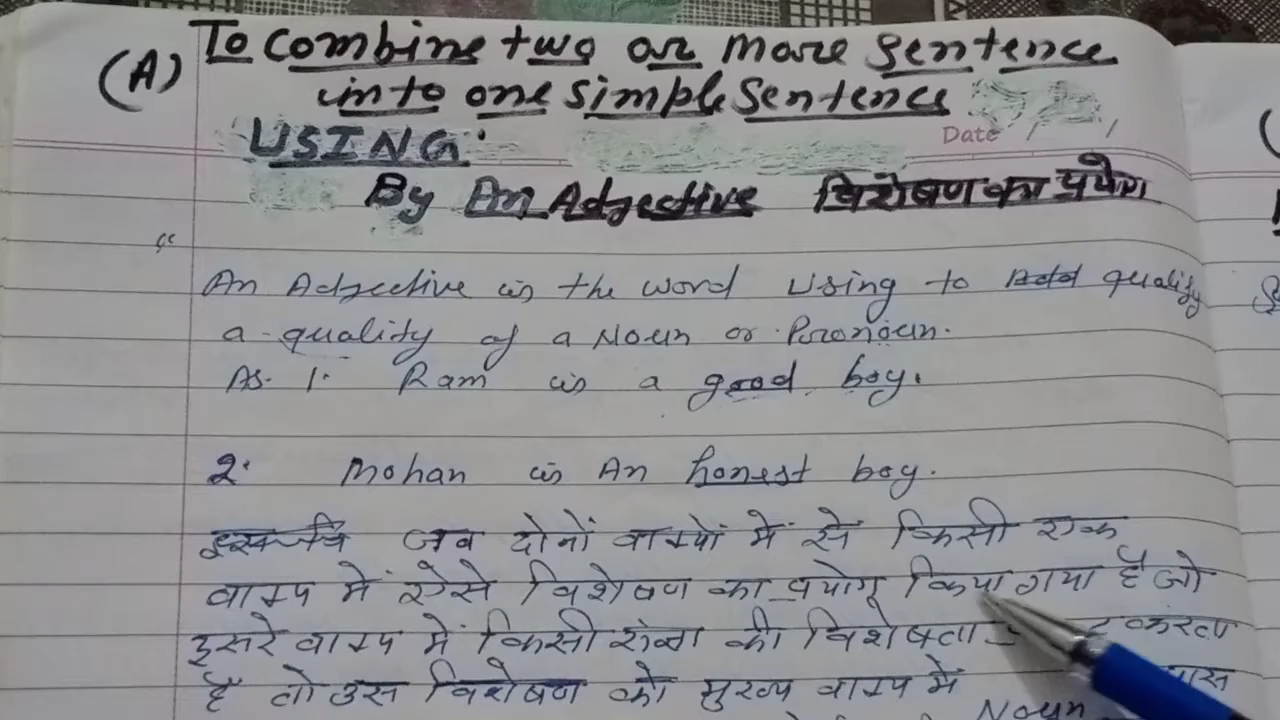 (A) To combine two or more sentence
into one simple sentence
USING:
Date / /
By An Adjective विशेषण का प्रयोग
An Adjective is the word using to qualify
a quality of a Noun or Pronoun.
As. 1. Ram is a good boy.
2. Mohan is An honest boy.
जब दोनों वाक्यों में से किसी एक
वाक्य में ऐसे विशेषण का प्रयोग किया गया है जो
दूसरे वाक्य में किसी संज्ञा की विशेषता करता
है तो उस विशेषण को मुख्य वाक्य में
Noun